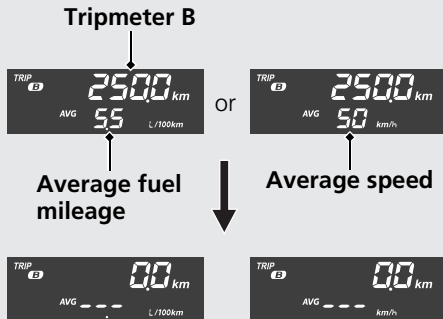 Tripmeter B
TRIP B 250.0 km
AVG 5.5 L/100km
or
TRIP B 250.0 km
AVG 50 km/h
Average fuel
mileage
Average speed
TRIP B 0.0 km
AVG ---.- L/100km
TRIP B 0.0 km
AVG --- km/h